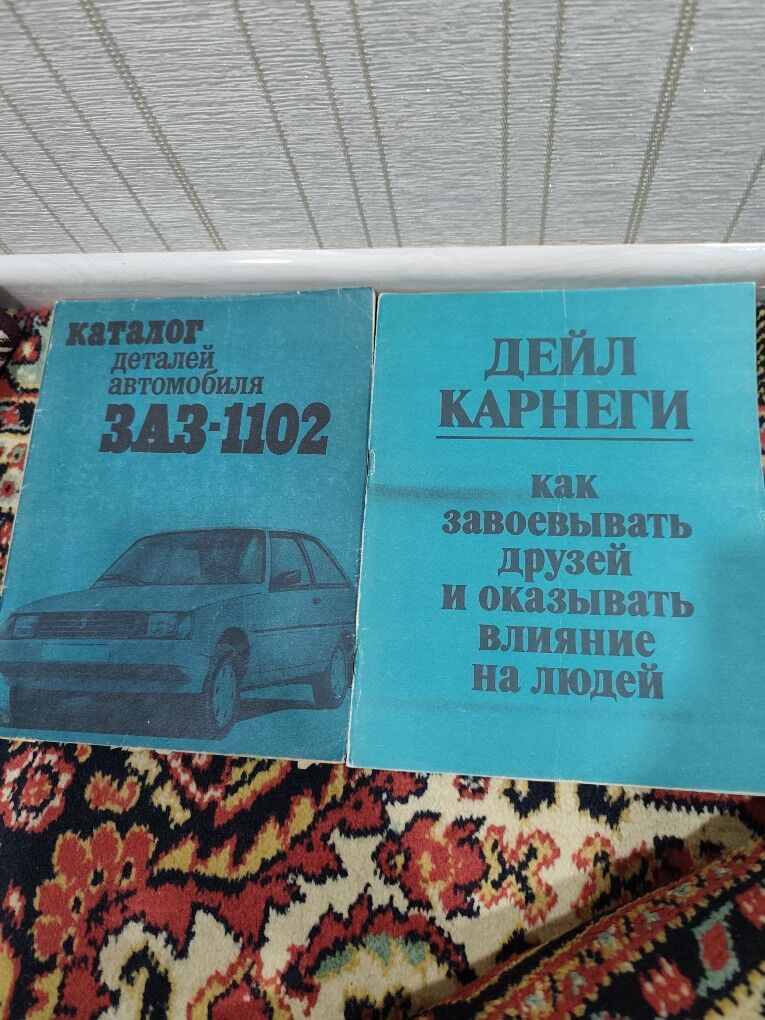 каталог
деталей
автомобиля
ЗАЗ-1102
ДЕЙЛ
КАРНЕГИ
как
завоевывать
друзей
и оказывать
влияние
на людей